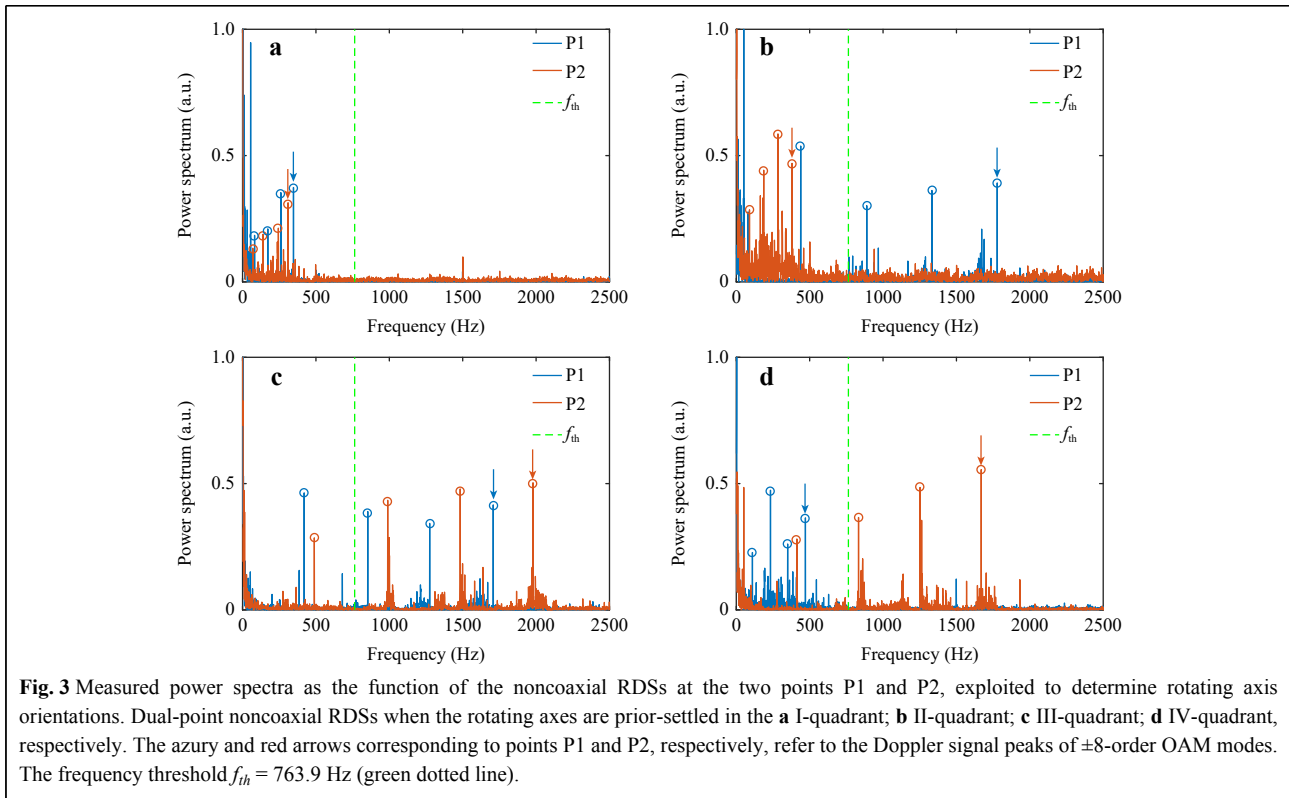 1.0
a
P1
P2
fth
0.5
0
Power spectrum (a.u.)
0 500 1000 1500 2000 2500
Frequency (Hz)
1.0
b
P1
P2
fth
0.5
0
Power spectrum (a.u.)
0 500 1000 1500 2000 2500
Frequency (Hz)
1.0
c
P1
P2
fth
0.5
0
Power spectrum (a.u.)
0 500 1000 1500 2000 2500
Frequency (Hz)
1.0
d
P1
P2
fth
0.5
0
Power spectrum (a.u.)
0 500 1000 1500 2000 2500
Frequency (Hz)
Fig. 3 Measured power spectra as the function of the noncoaxial RDSs at the two points P1 and P2, exploited to determine rotating axis
orientations. Dual-point noncoaxial RDSs when the rotating axes are prior-settled in the a I-quadrant; b II-quadrant; c III-quadrant; d IV-quadrant,
respectively. The azury and red arrows corresponding to points P1 and P2, respectively, refer to the Doppler signal peaks of ±8-order OAM modes.
The frequency threshold fth = 763.9 Hz (green dotted line).